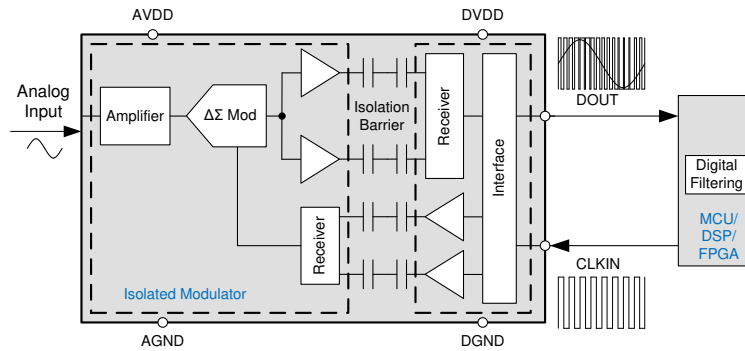 AVDD
DVDD
Analog
Input
Amplifier
ΔΣ Mod
Isolation
Barrier
Receiver
Interface
DOUT
Digital
Filtering
MCU/
DSP/
FPGA
Receiver
Isolated Modulator
CLKIN
AGND
DGND